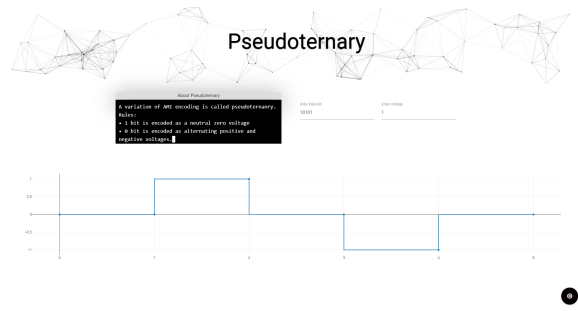 Pseudoternary
About Pseudoternary
A variation of AMI encoding is called pseudoternanry.
Rules:
• 1 bit is encoded as a neutral zero voltage
• 0 bit is encoded as alternating positive and
negative voltages.
Enter Data Bit
10101
Enter Voltage
1
1
0.5
0
−0.5
−1
0
1
2
3
4
5